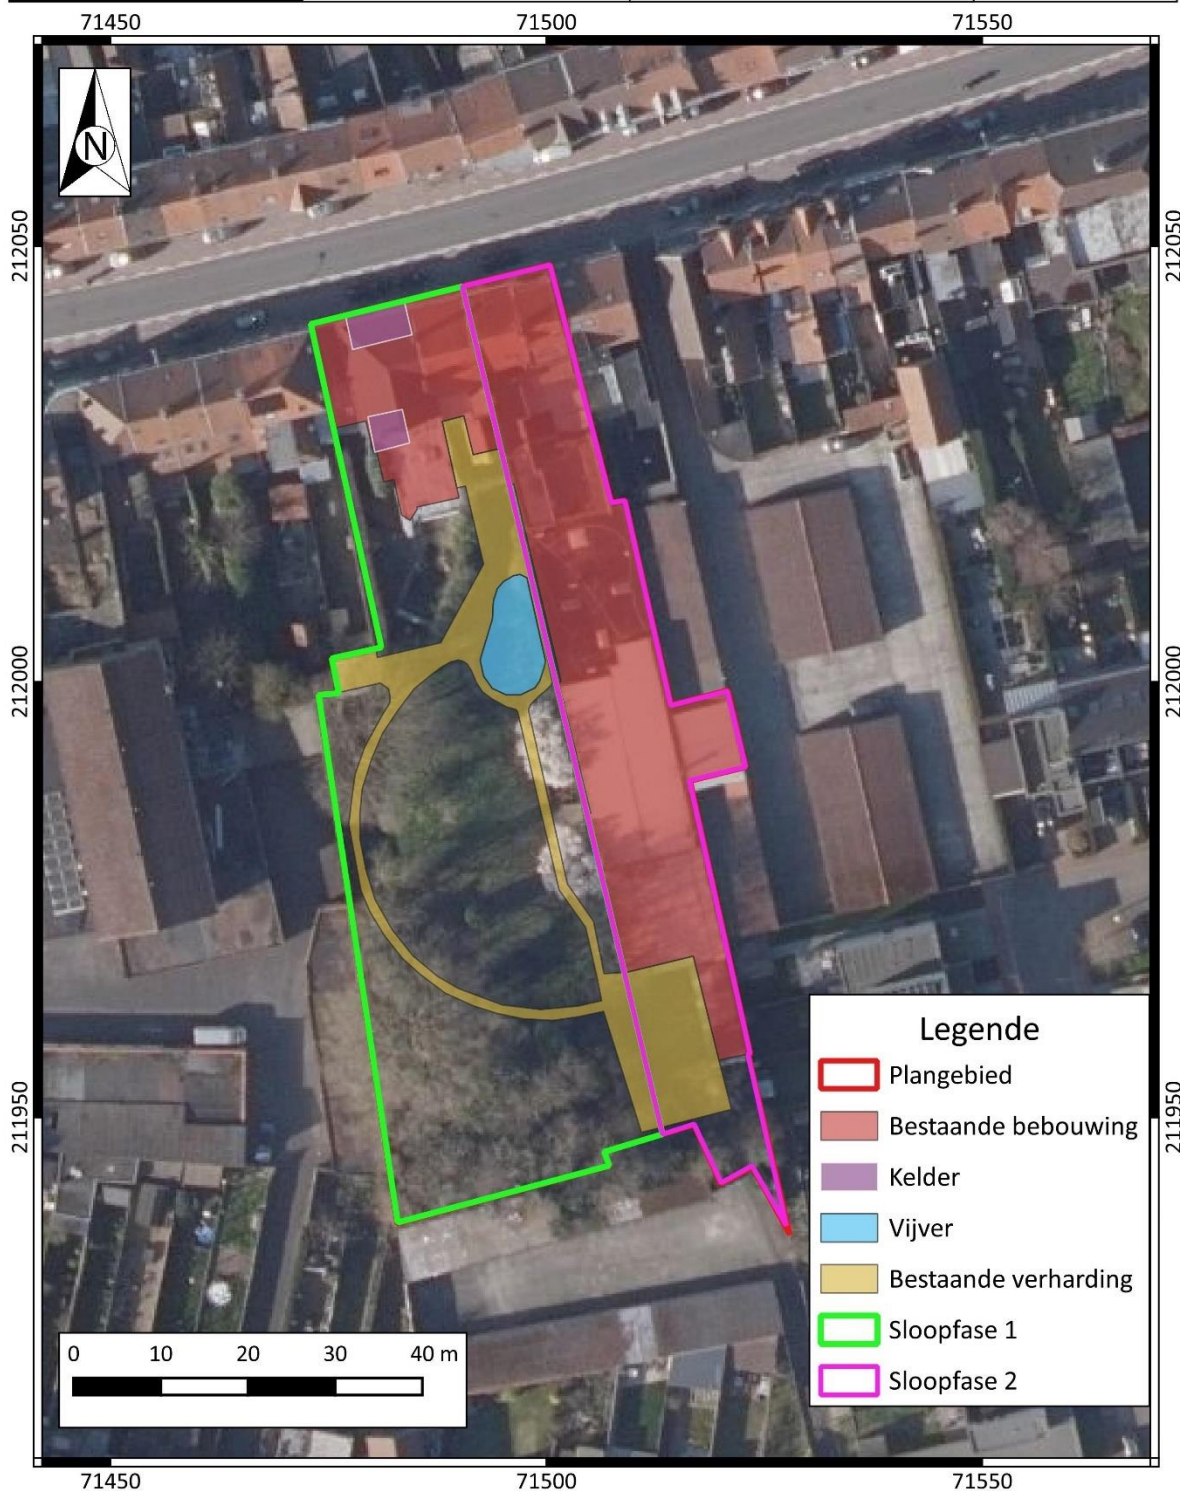 71450 71500 71550
N
212050 212050
212000 212000
211950 211950
Legende
Plangebied
Bestaande bebouwing
Kelder
Vijver
Bestaande verharding
Sloopfase 1
Sloopfase 2
0 10 20 30 40 m
71450 71500 71550